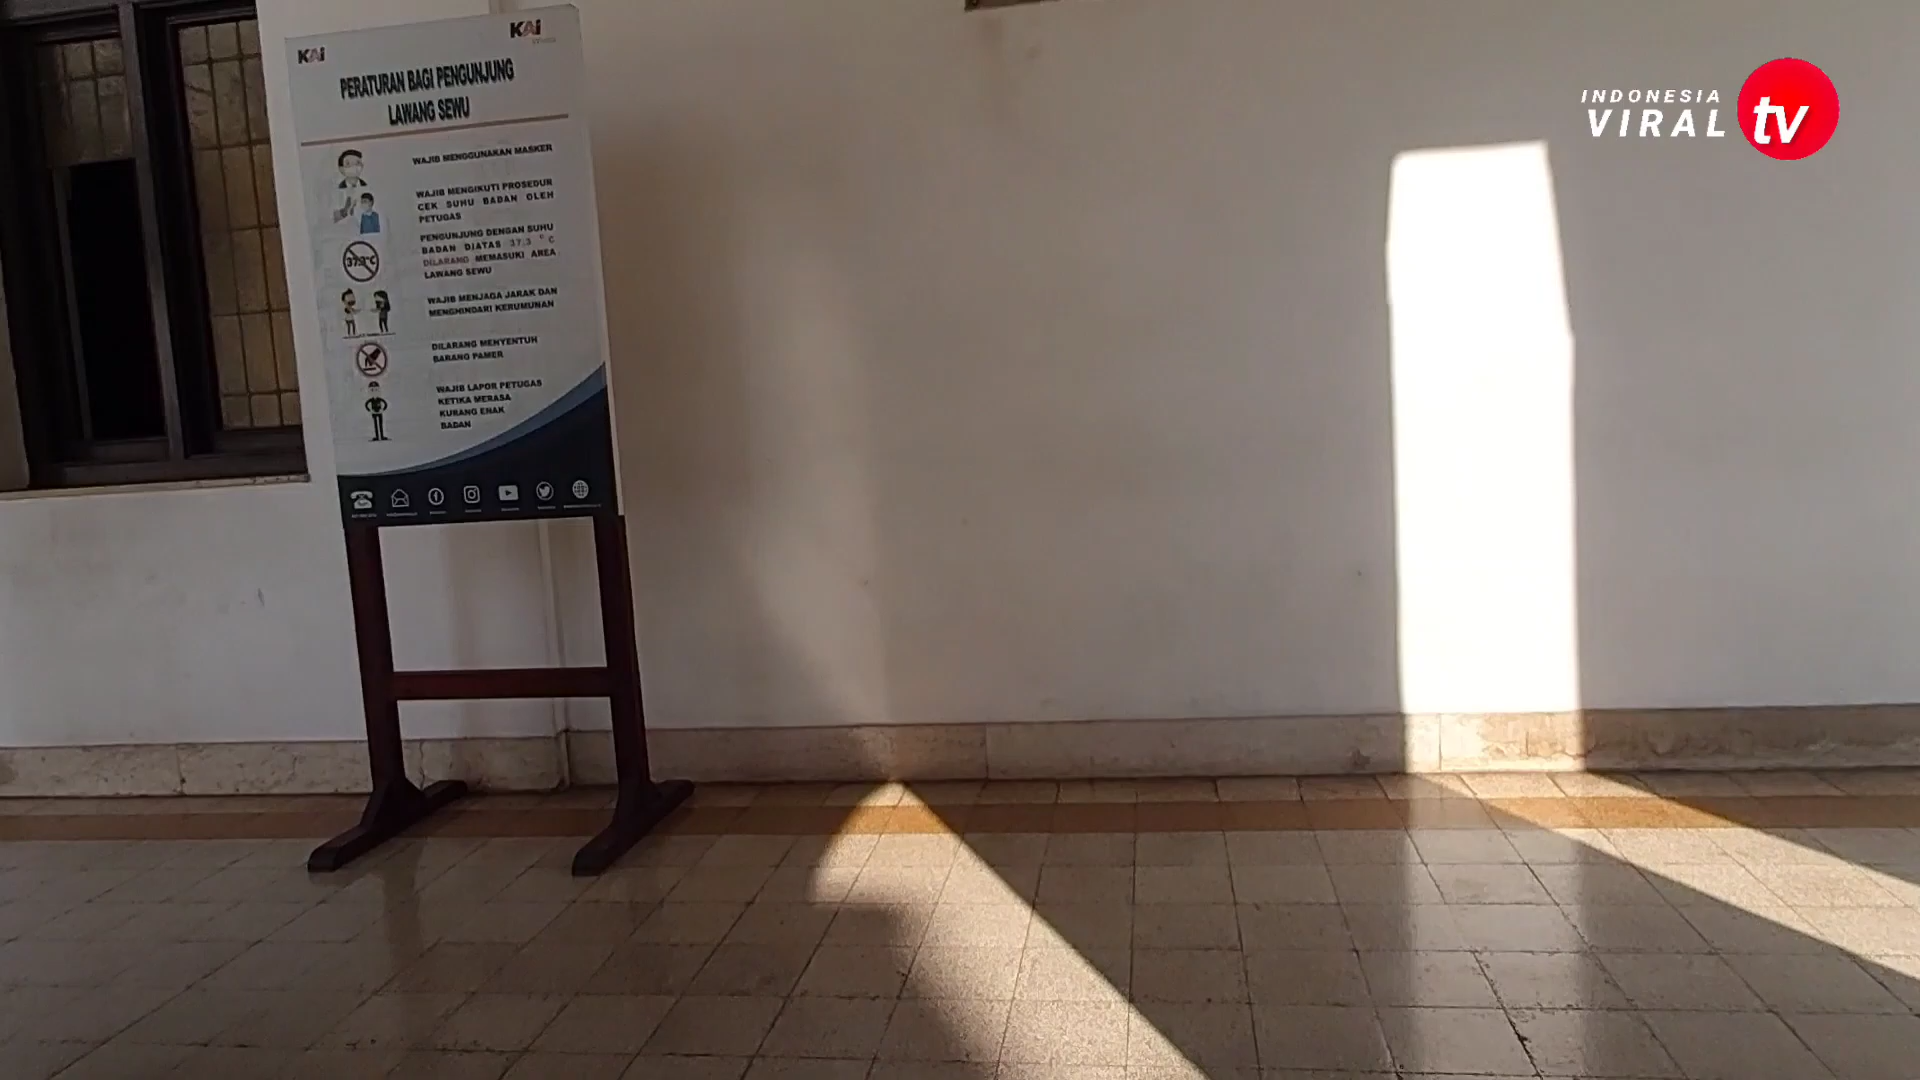 KAI
KAI
PERATURAN BAGI PENGUNJUNG
LAWANG SEWU
WAJIB MENGGUNAKAN MASKER
WAJIB MENGIKUTI PROSEDUR
CEK SUHU BADAN OLEH
PETUGAS
PENGUNJUNG DENGAN SUHU
BADAN DIATAS 37.3 °C
DILARANG MEMASUKI AREA
LAWANG SEWU
37.3°C
WAJIB MENJAGA JARAK DAN
MENGHINDARI KERUMUNAN
DILARANG MENYENTUH
BARANG PAMER
WAJIB LAPOR PETUGAS
KETIKA MERASA
KURANG ENAK
BADAN
INDONESIA
VIRAL tv